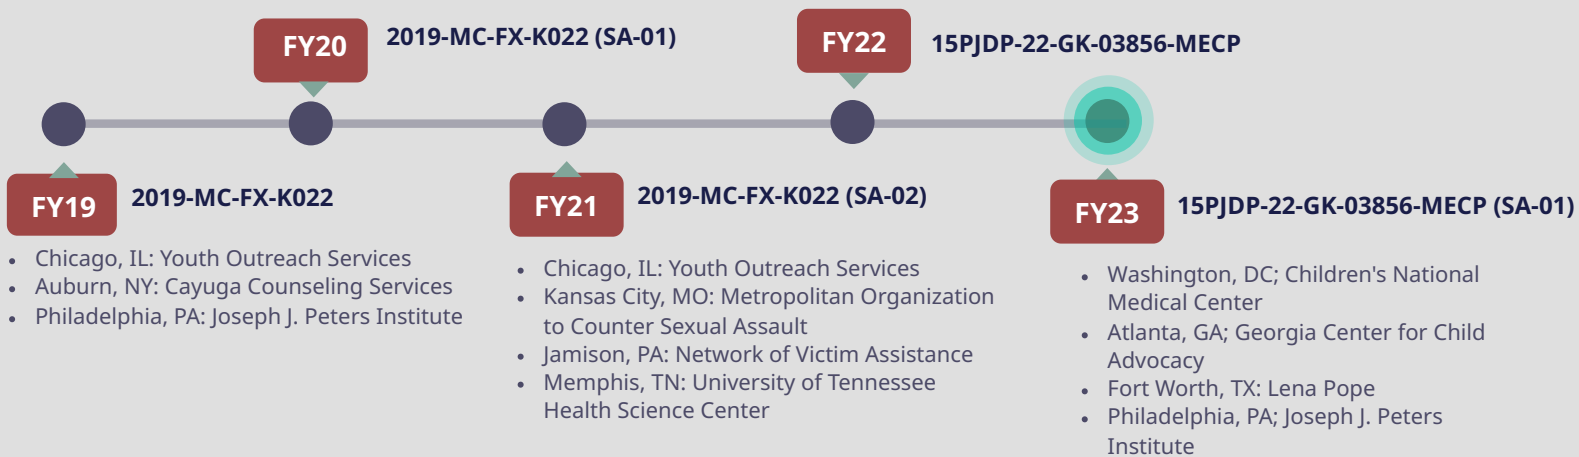 FY20
2019-MC-FX-K022 (SA-01)
FY22
15PJDP-22-GK-03856-MECP
FY19
2019-MC-FX-K022
• Chicago, IL: Youth Outreach Services
• Auburn, NY: Cayuga Counseling Services
• Philadelphia, PA: Joseph J. Peters Institute
FY21
2019-MC-FX-K022 (SA-02)
• Chicago, IL: Youth Outreach Services
• Kansas City, MO: Metropolitan Organization
to Counter Sexual Assault
• Jamison, PA: Network of Victim Assistance
• Memphis, TN: University of Tennessee
Health Science Center
FY23
15PJDP-22-GK-03856-MECP (SA-01)
• Washington, DC; Children's National
Medical Center
• Atlanta, GA; Georgia Center for Child
Advocacy
• Fort Worth, TX: Lena Pope
• Philadelphia, PA; Joseph J. Peters
Institute